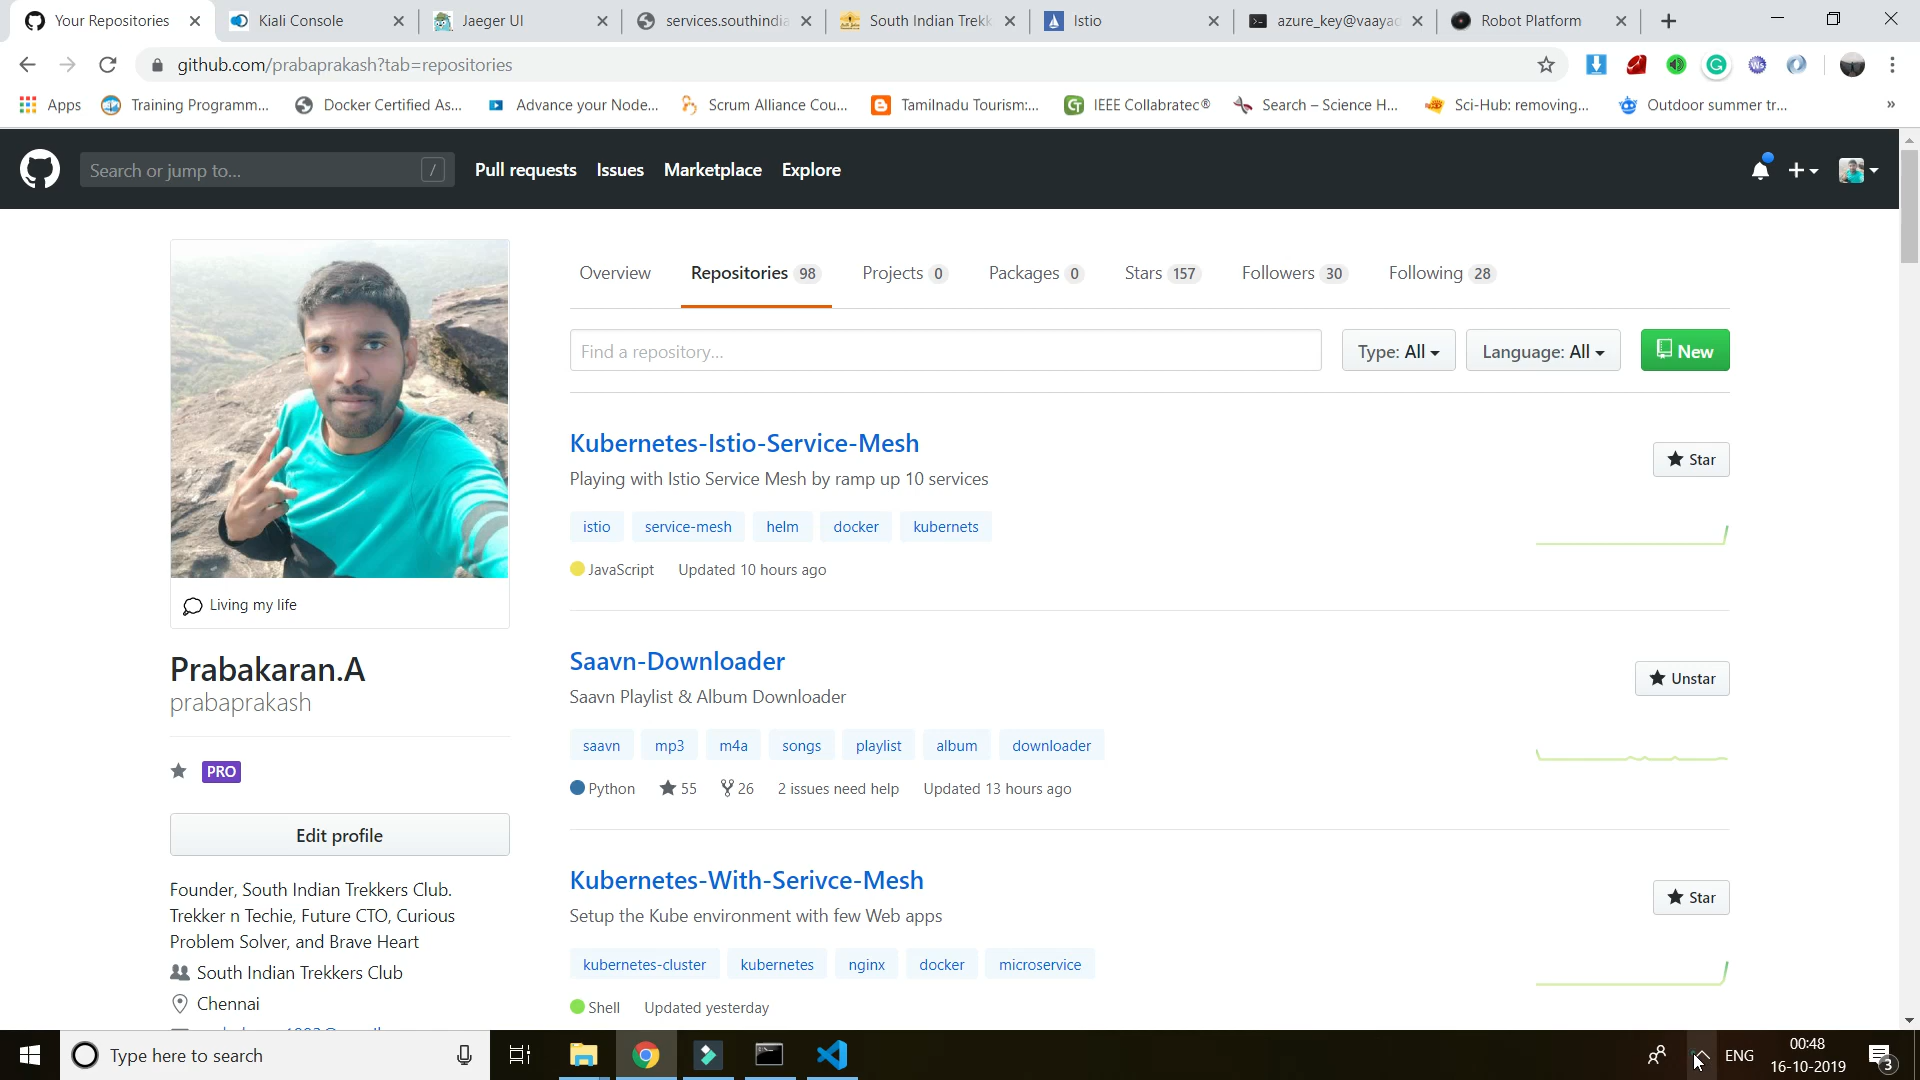 Your Repositories
Kiali Console
Jaeger UI
services.southindia
South Indian Trekk
Istio
azure_key@vaayad
Robot Platform
github.com/prabaprakash?tab=repositories
Apps
Training Programm...
Docker Certified As...
Advance your Node...
Scrum Alliance Cou...
Tamilnadu Tourism:...
IEEE Collabratec®
Search – Science H...
Sci-Hub: removing...
Outdoor summer tr...
»
Search or jump to...
/
Pull requests
Issues
Marketplace
Explore
Overview
Repositories 98
Projects 0
Packages 0
Stars 157
Followers 30
Following 28
Find a repository...
Type: All
Language: All
New
Kubernetes-Istio-Service-Mesh
Star
Playing with Istio Service Mesh by ramp up 10 services
istio service-mesh helm docker kubernets
JavaScript Updated 10 hours ago
Living my life
Saavn-Downloader
Unstar
Saavn Playlist & Album Downloader
saavn mp3 m4a songs playlist album downloader
Python 55 26 2 issues need help Updated 13 hours ago
Prabakaran.A
prabaprakash
PRO
Edit profile
Founder, South Indian Trekkers Club.
Trekker n Techie, Future CTO, Curious
Problem Solver, and Brave Heart
South Indian Trekkers Club
Chennai
Kubernetes-With-Serivce-Mesh
Star
Setup the Kube environment with few Web apps
kubernetes-cluster kubernetes nginx docker microservice
Shell Updated yesterday
Type here to search
ENG
00:48
16-10-2019
3